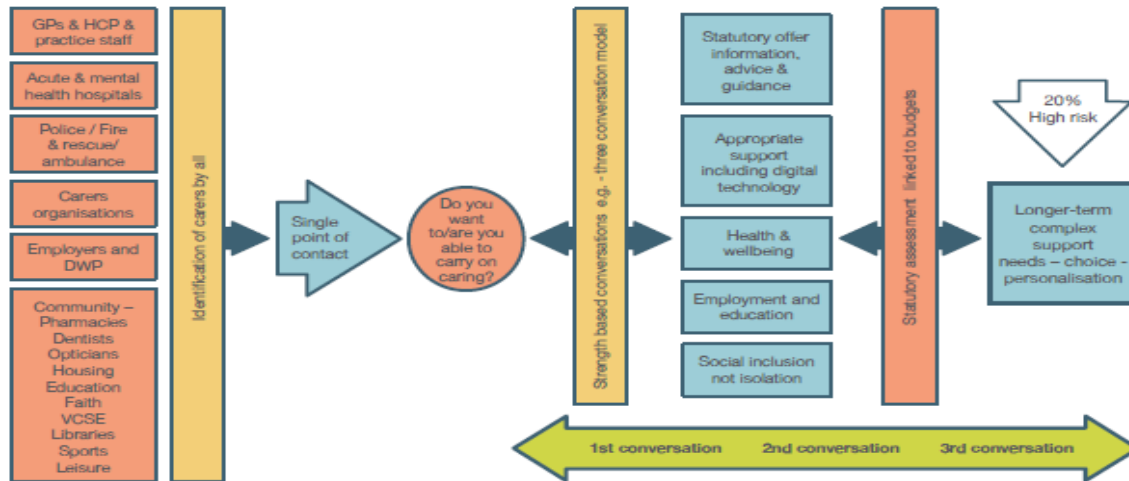 GPs & HCP &
practice staff
Acute & mental
health hospitals
Police / Fire
& rescue/
ambulance
Carers
organisations
Employers and
DWP
Community –
Pharmacies
Dentists
Opticians
Housing
Education
Faith
VCSE
Libraries
Sports
Leisure
Identification of carers by all
Single
point of
contact
Do you
want
to/are you
able to
carry on
caring?
Strength based conversations e.g. - three conversation model
Statutory offer
information,
advice &
guidance
Appropriate
support
including digital
technology
Health &
wellbeing
Employment and
education
Social inclusion
not isolation
Statutory assessment linked to budgets
20%
High risk
Longer-term
complex
support
needs – choice -
personalisation
1st conversation 2nd conversation 3rd conversation